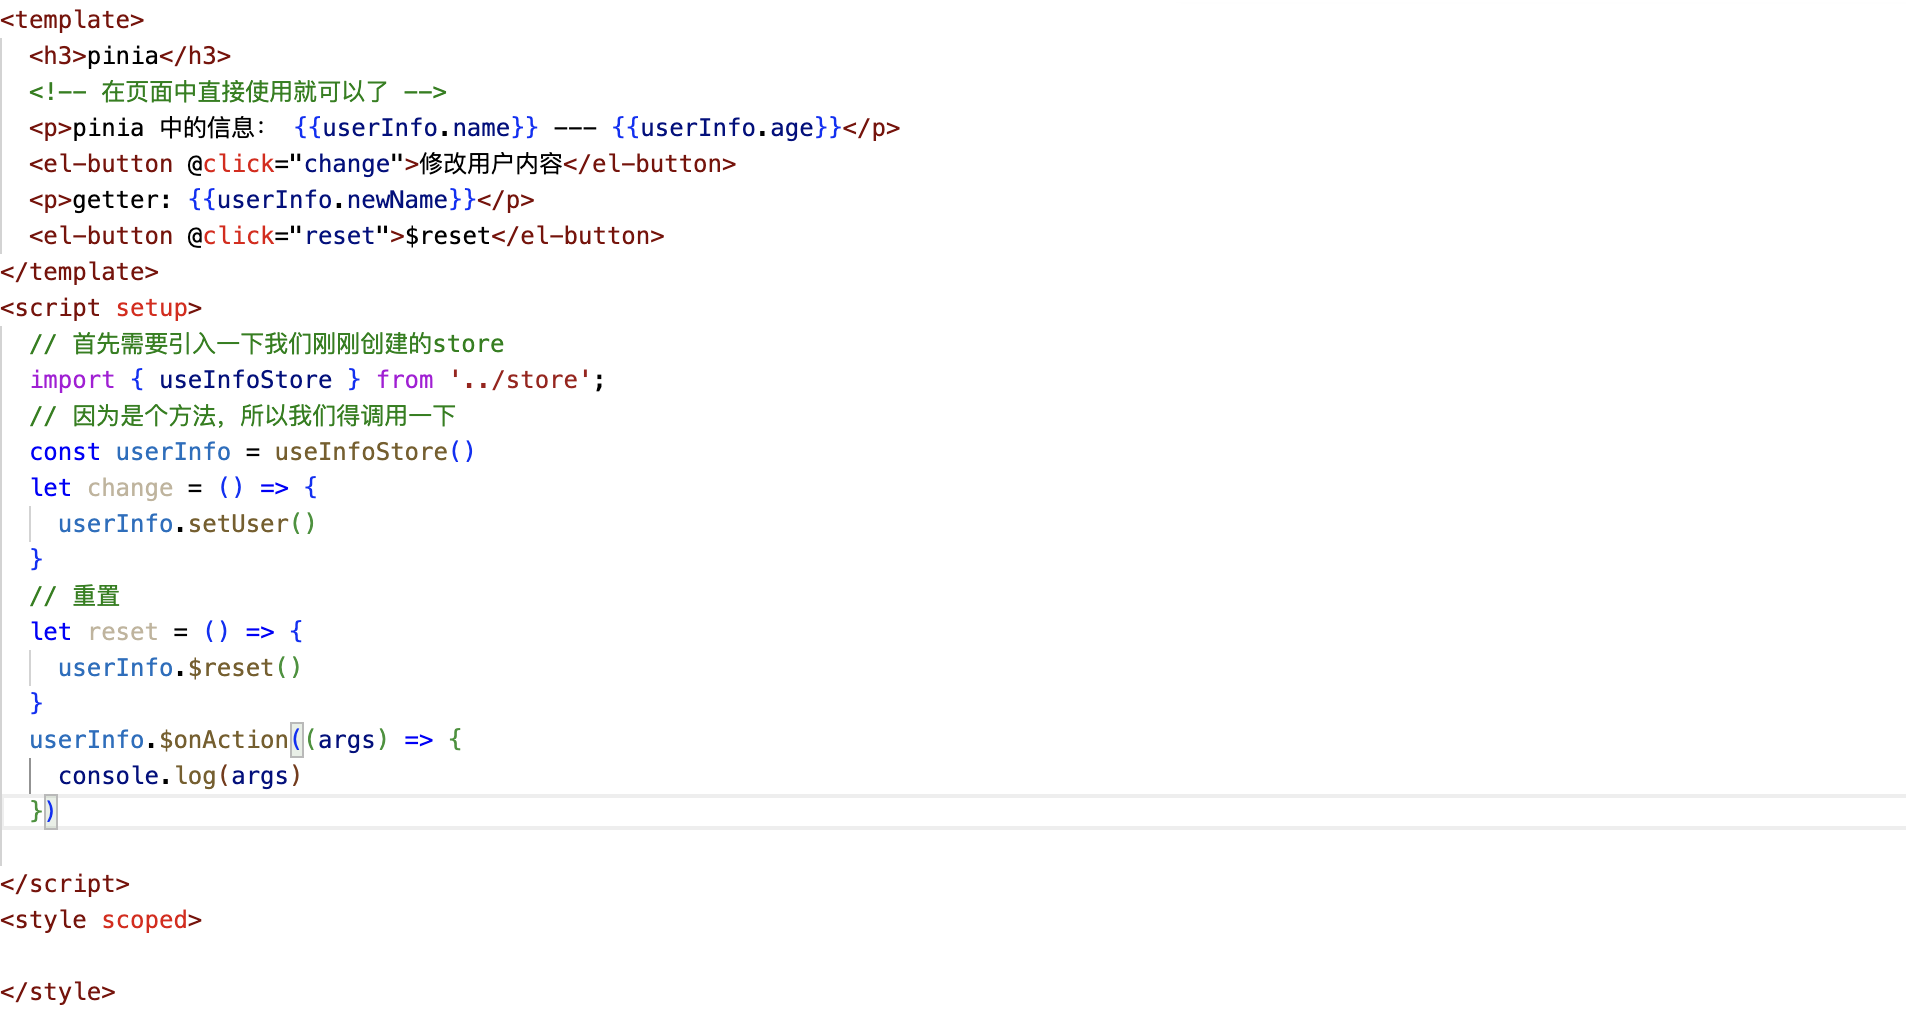 <template>
  <h3>pinia</h3>
  <!-- 在页面中直接使用就可以了 -->
  <p>pinia 中的信息： {{userInfo.name}} --- {{userInfo.age}}</p>
  <el-button @click="change">修改用户内容</el-button>
  <p>getter: {{userInfo.newName}}</p>
  <el-button @click="reset">$reset</el-button>
</template>
<script setup>
  // 首先需要引入一下我们刚刚创建的store
  import { useInfoStore } from '../store';
  // 因为是个方法，所以我们得调用一下
  const userInfo = useInfoStore()
  let change = () => {
    userInfo.setUser()
  }
  // 重置
  let reset = () => {
    userInfo.$reset()
  }
  userInfo.$onAction((args) => {
    console.log(args)
  })
</script>
<style scoped>
</style>